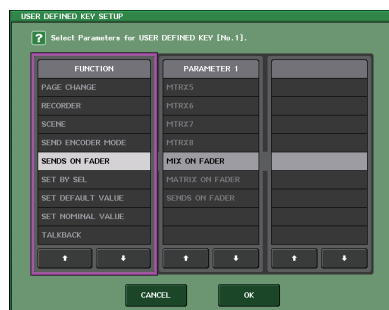 USER DEFINED KEY SETUP
? Select Parameters for USER DEFINED KEY [No.1].
FUNCTION
PAGE CHANGE
RECORDER
SCENE
SEND ENCODER MODE
SENDS ON FADER
SET BY SEL
SET DEFAULT VALUE
SET NOMINAL VALUE
TALKBACK
PARAMETER 1
MTRX5
MTRX6
MTRX7
MTRX8
MIX ON FADER
MATRIX ON FADER
SENDS ON FADER
CANCEL
OK